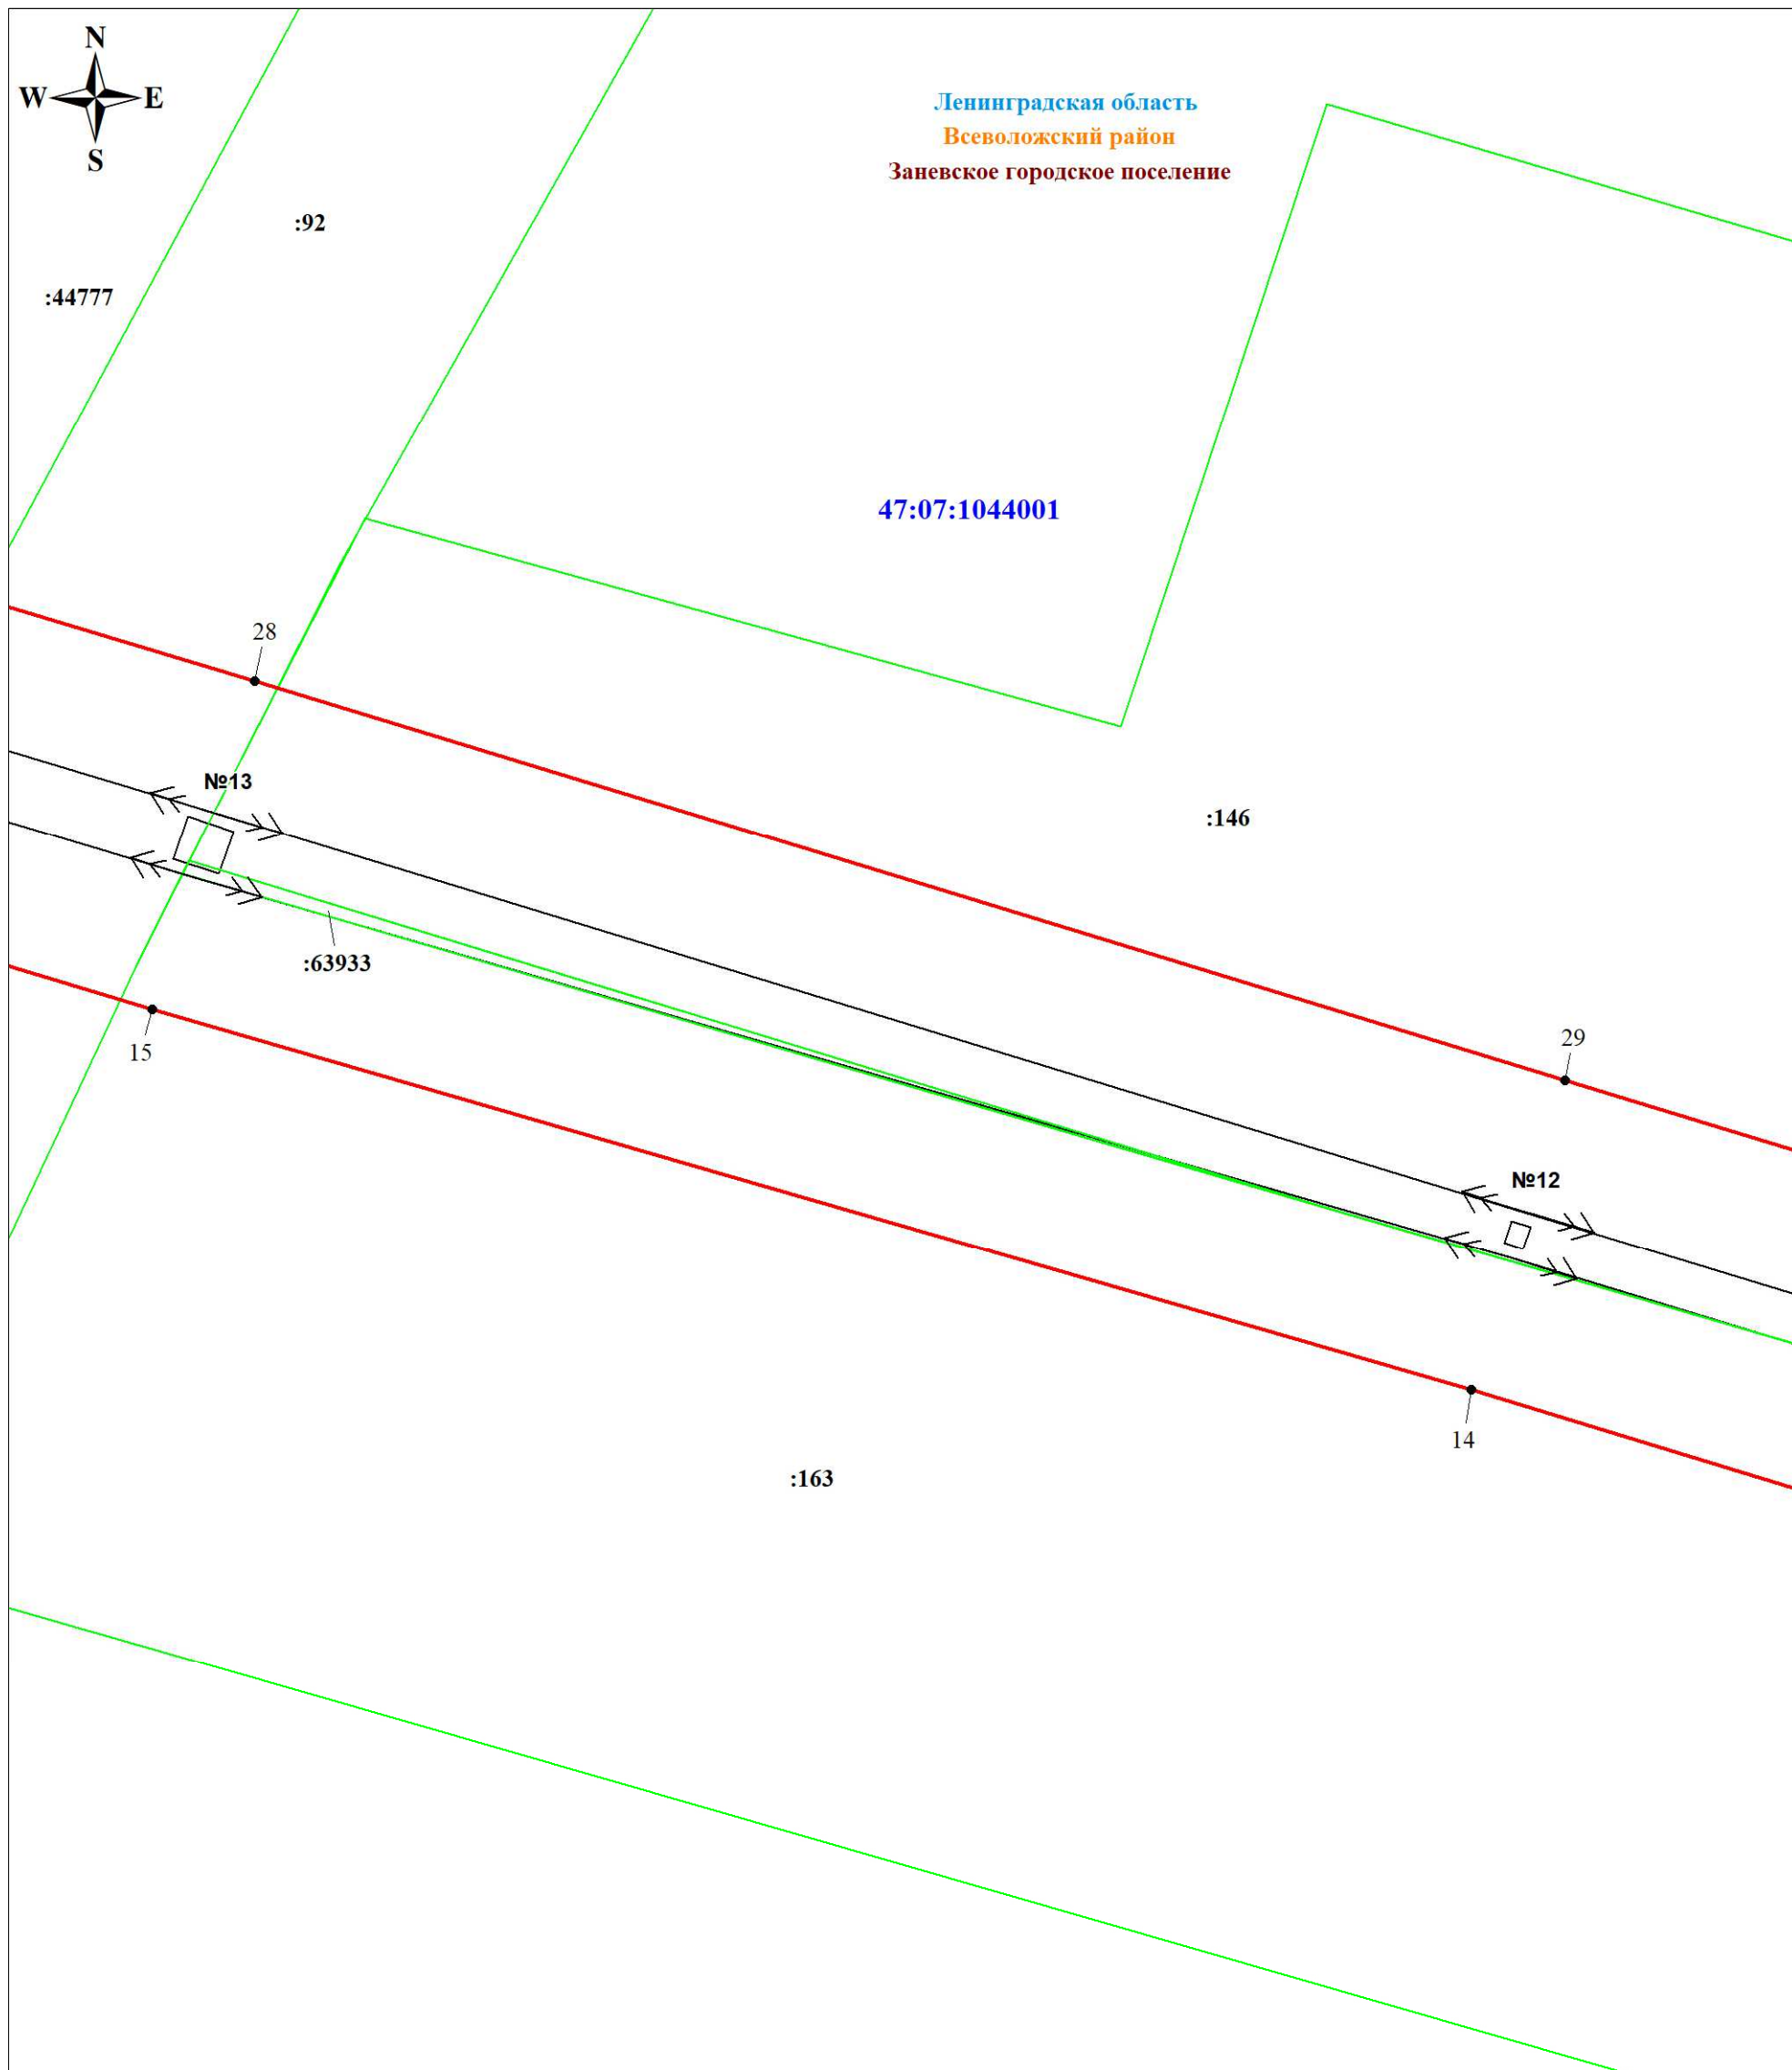 N
W E
S
Ленинградская область
Всеволожский район
Заневское городское поселение
:92
:44777
47:07:1044001
28
№13
:146
:63933
29
15
№12
14
:163